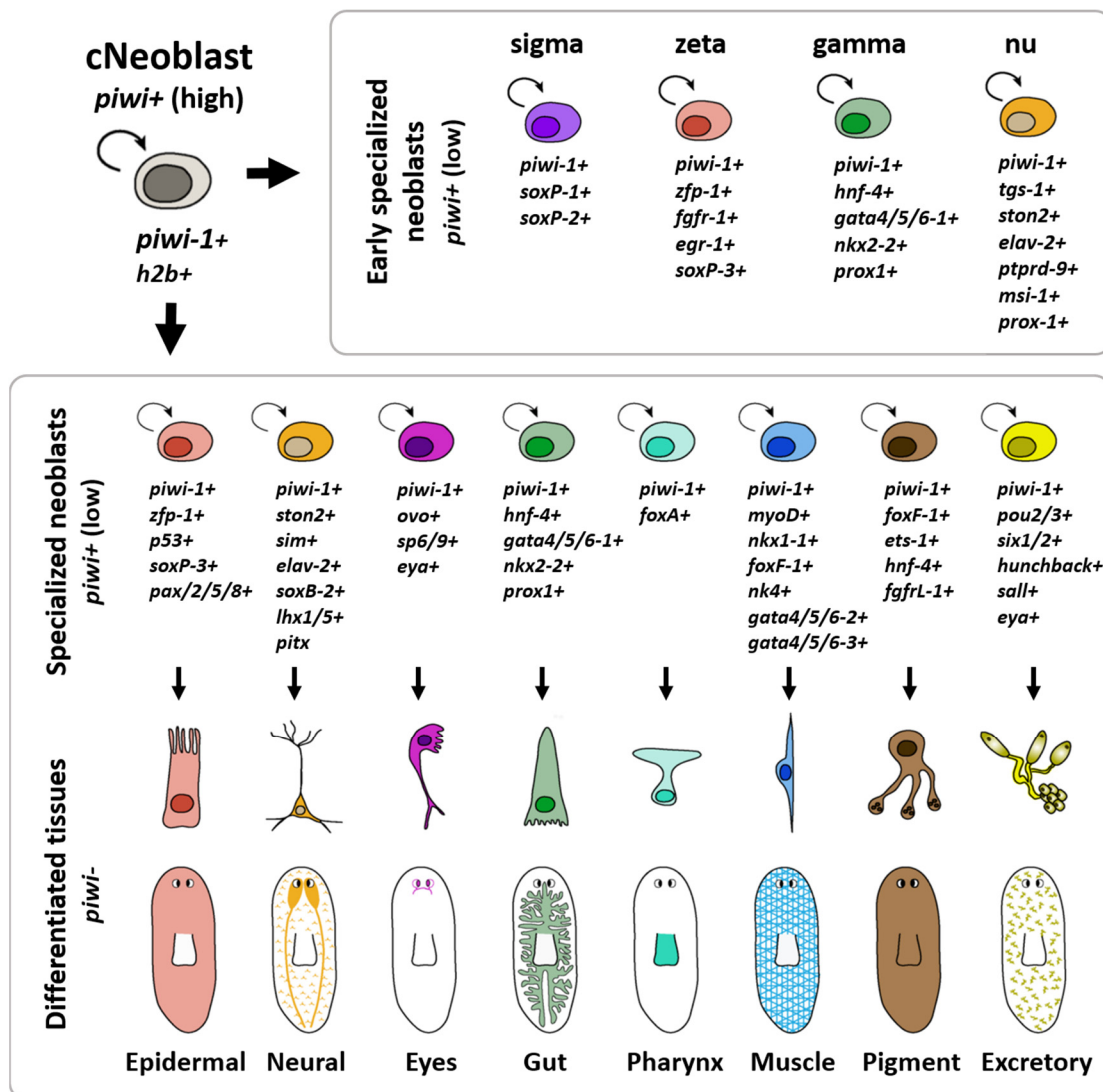 cNeoblast
piwi+ (high)
piwi-1+
h2b+
Early specialized
neoblasts
piwi+ (low)
sigma
piwi-1+
soxP-1+
soxP-2+
zeta
piwi-1+
zfp-1+
fgfr-1+
egr-1+
soxP-3+
gamma
piwi-1+
hnf-4+
gata4/5/6-1+
nkx2-2+
prox1+
nu
piwi-1+
tgs-1+
ston2+
elav-2+
ptprd-9+
msi-1+
prox-1+
Specialized neoblasts
piwi+ (low)
piwi-1+
zfp-1+
p53+
soxP-3+
pax/2/5/8+
piwi-1+
ston2+
sim+
elav-2+
soxB-2+
lhx1/5+
pitx
piwi-1+
ovo+
sp6/9+
eya+
piwi-1+
hnf-4+
gata4/5/6-1+
nkx2-2+
prox1+
piwi-1+
foxA+
piwi-1+
myoD+
nkx1-1+
foxF-1+
nk4+
gata4/5/6-2+
gata4/5/6-3+
piwi-1+
foxF-1+
ets-1+
hnf-4+
fgfrL-1+
piwi-1+
pou2/3+
six1/2+
hunchback+
sall+
eya+
Differentiated tissues
piwi-
Epidermal
Neural
Eyes
Gut
Pharynx
Muscle
Pigment
Excretory